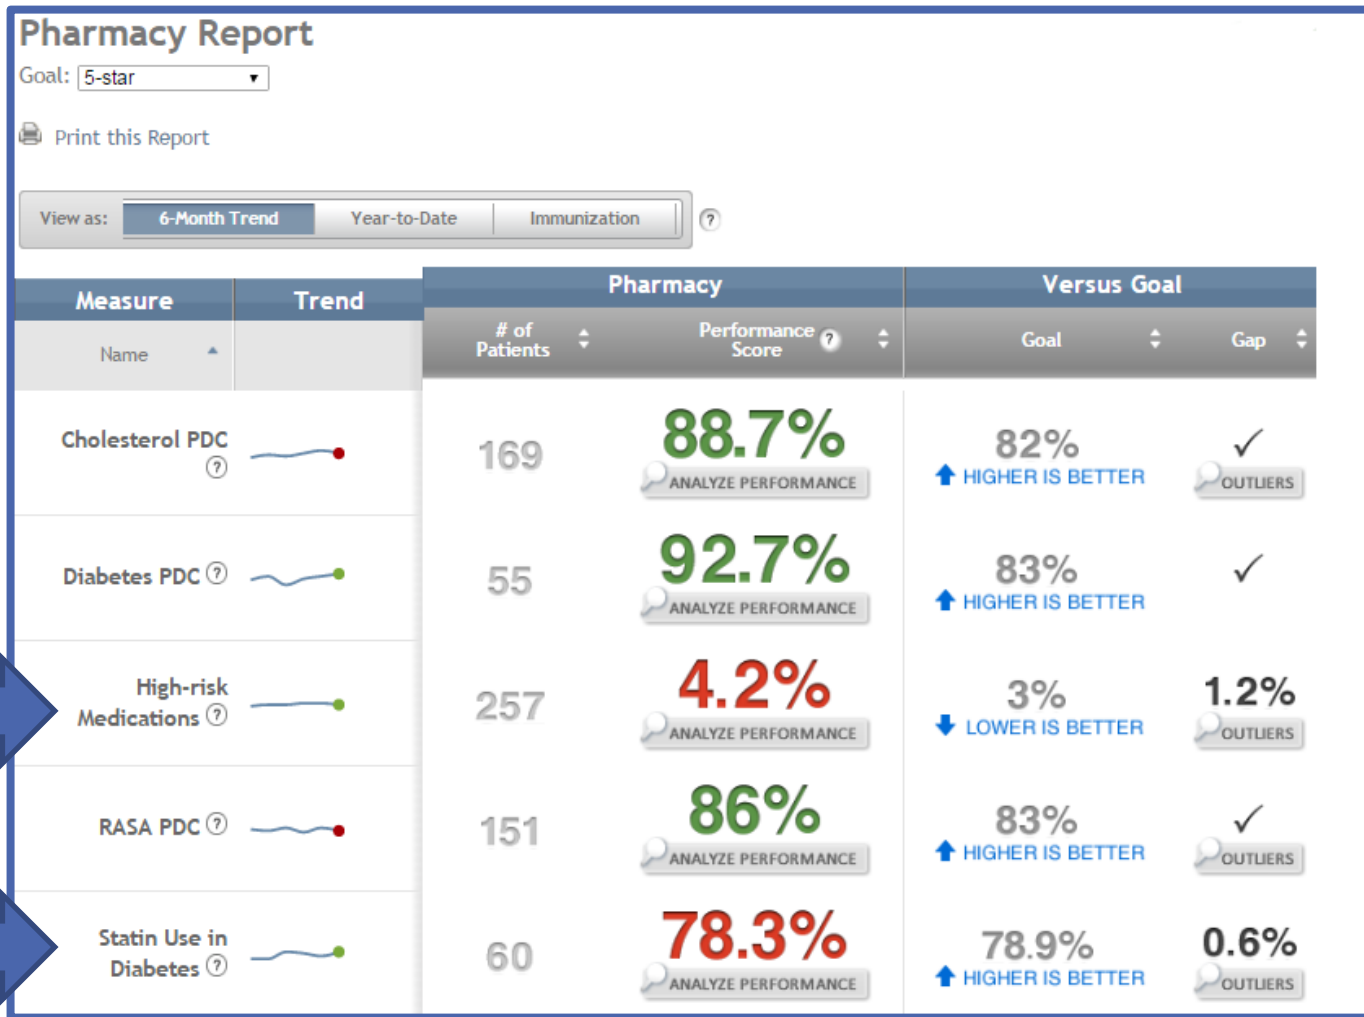 Pharmacy Report
Goal: 5-star
Print this Report
View as: 6-Month Trend Year-to-Date Immunization ?
Measure Trend Pharmacy Versus Goal
Name # of Patients Performance Score ? Goal Gap
Cholesterol PDC ? 169 88.7% 82% ✓
ANALYZE PERFORMANCE HIGHER IS BETTER OUTLIERS
Diabetes PDC ? 55 92.7% 83% ✓
ANALYZE PERFORMANCE HIGHER IS BETTER
High-risk Medications ? 257 4.2% 3% 1.2%
ANALYZE PERFORMANCE LOWER IS BETTER OUTLIERS
RASA PDC ? 151 86% 83% ✓
ANALYZE PERFORMANCE HIGHER IS BETTER OUTLIERS
Statin Use in Diabetes ? 60 78.3% 78.9% 0.6%
ANALYZE PERFORMANCE HIGHER IS BETTER OUTLIERS